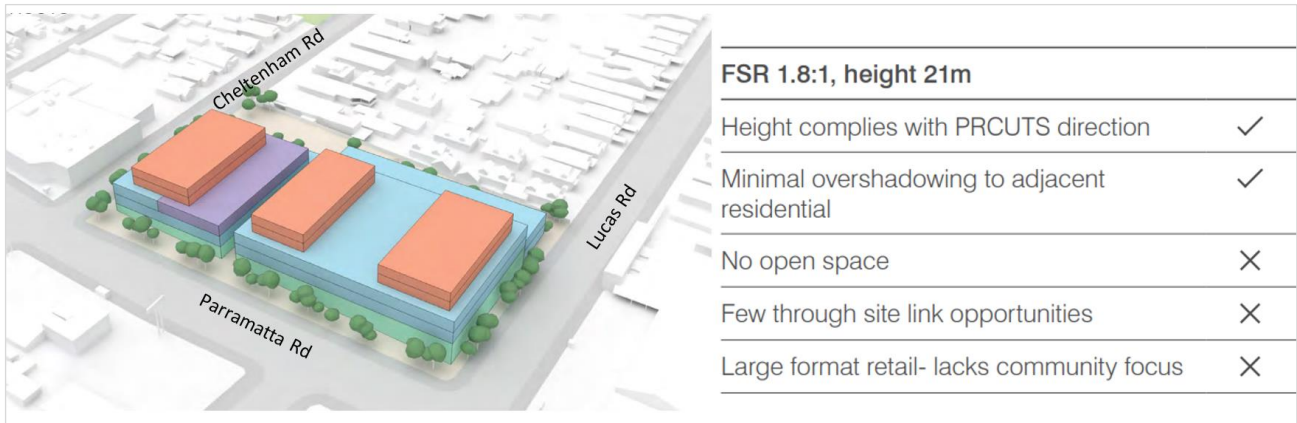 Cheltenham Rd
Lucas Rd
Parramatta Rd
FSR 1.8:1, height 21m
Height complies with PRCUTS direction ✓
Minimal overshadowing to adjacent
residential ✓
No open space ✕
Few through site link opportunities ✕
Large format retail- lacks community focus ✕